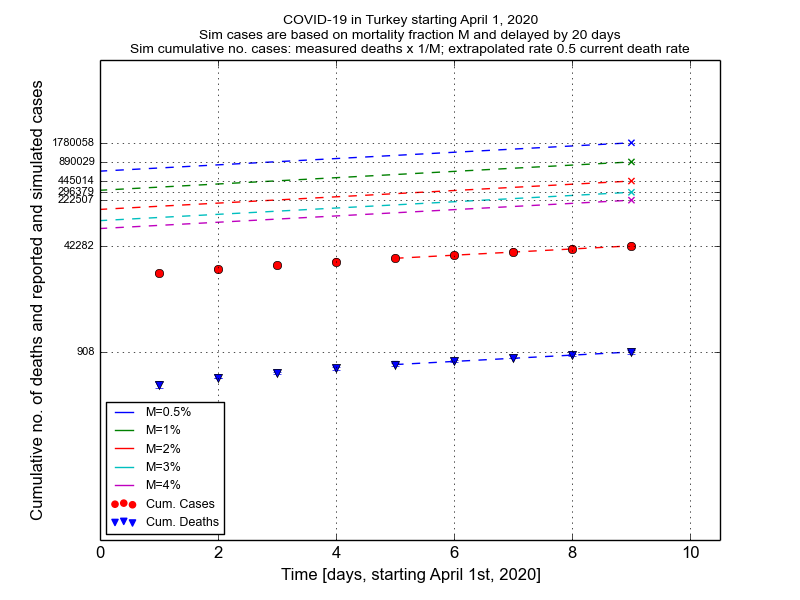 COVID-19 in Turkey starting April 1, 2020
Sim cases are based on mortality fraction M and delayed by 20 days
Sim cumulative no. cases: measured deaths x 1/M; extrapolated rate 0.5 current death rate
Cumulative no. of deaths and reported and simulated cases
1780058
890029
445014
296379
222507
42282
908
M=0.5%
M=1%
M=2%
M=3%
M=4%
Cum. Cases
Cum. Deaths
0 2 4 6 8 10
Time [days, starting April 1st, 2020]